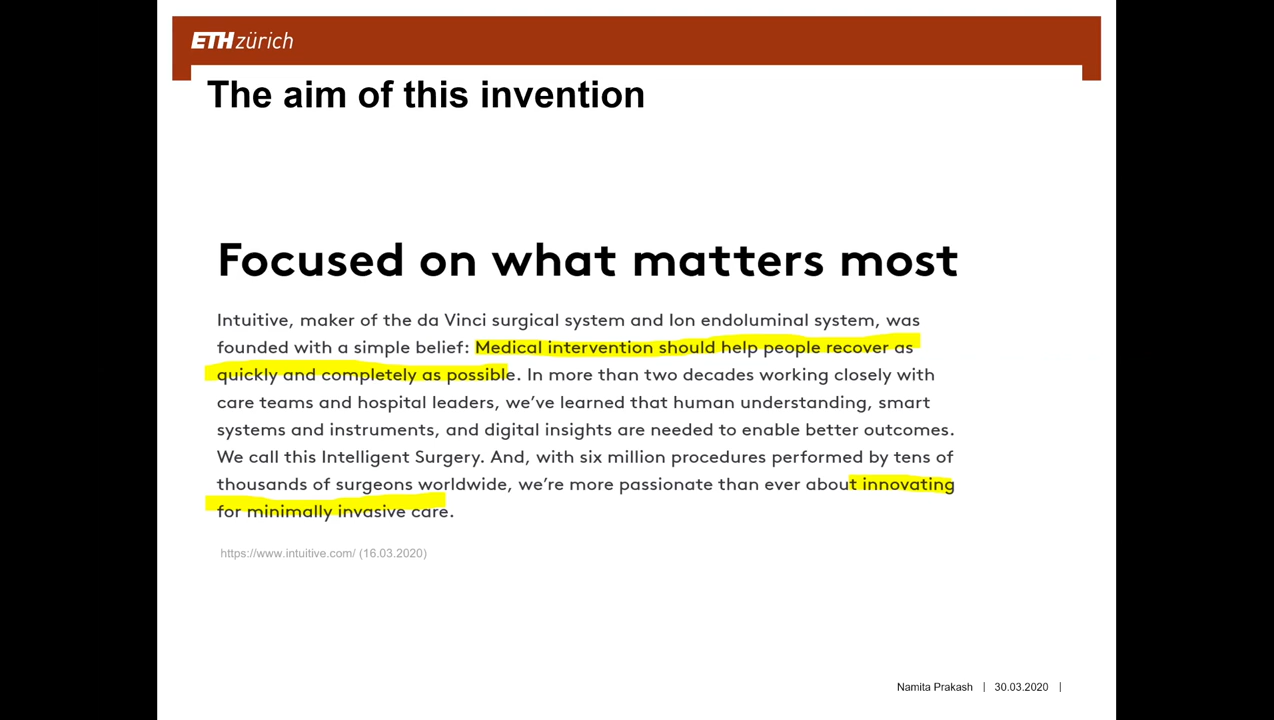 ETH zürich
The aim of this invention
Focused on what matters most
Intuitive, maker of the da Vinci surgical system and Ion endoluminal system, was
founded with a simple belief: Medical intervention should help people recover as
quickly and completely as possible. In more than two decades working closely with
care teams and hospital leaders, we’ve learned that human understanding, smart
systems and instruments, and digital insights are needed to enable better outcomes.
We call this Intelligent Surgery. And, with six million procedures performed by tens of
thousands of surgeons worldwide, we’re more passionate than ever about innovating
for minimally invasive care.
https://www.intuitive.com/ (16.03.2020)
Namita Prakash | 30.03.2020 |